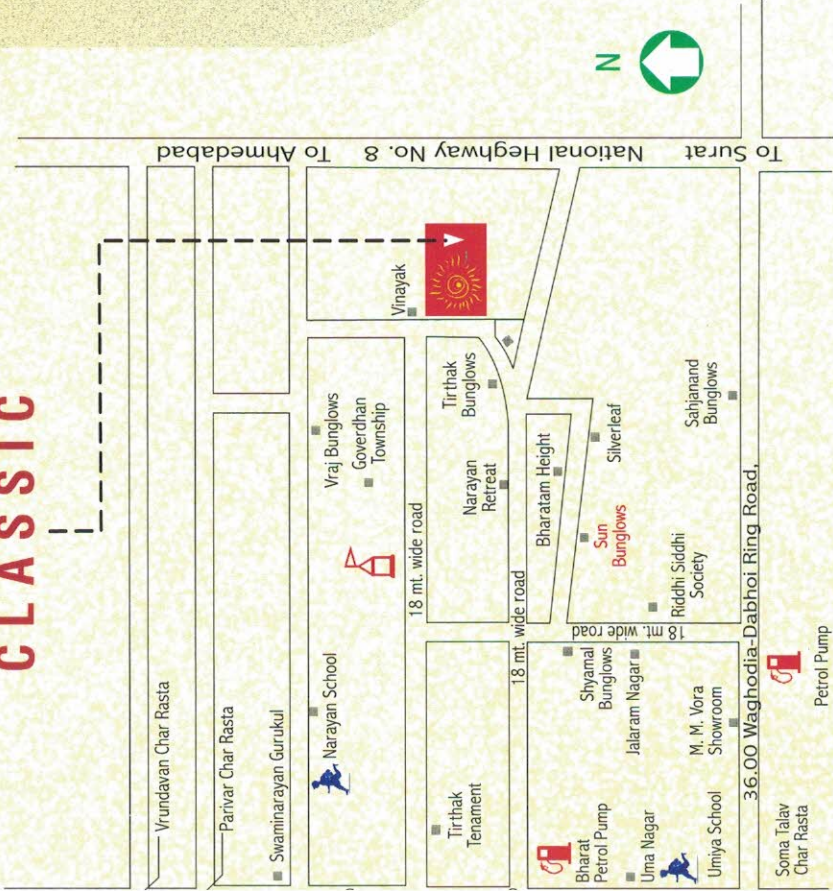 CLASSIC
N
To Ahmedabad
National Heghway No. 8
To Surat
Vinayak
Vraj Bunglows
Goverdhan
Township
Tirthak
Bunglows
Narayan
Retreat
Bharatam Height
Silverleaf
Sun
Bunglows
Sahjanand
Bunglows
Riddhi Siddhi
Society
18 mt. wide road
18 mt. wide road
18 mt. wide road
Vrundavan Char Rasta
Parivar Char Rasta
Swaminarayan Gurukul
Narayan School
Tirthak
Tenament
Shyamal
Bunglows
Jalaram Nagar
M. M. Vora
Showroom
Bharat
Petrol Pump
Uma Nagar
Umiya School
36.00 Waghodia-Dabhoi Ring Road,
Petrol Pump
Soma Talav
Char Rasta